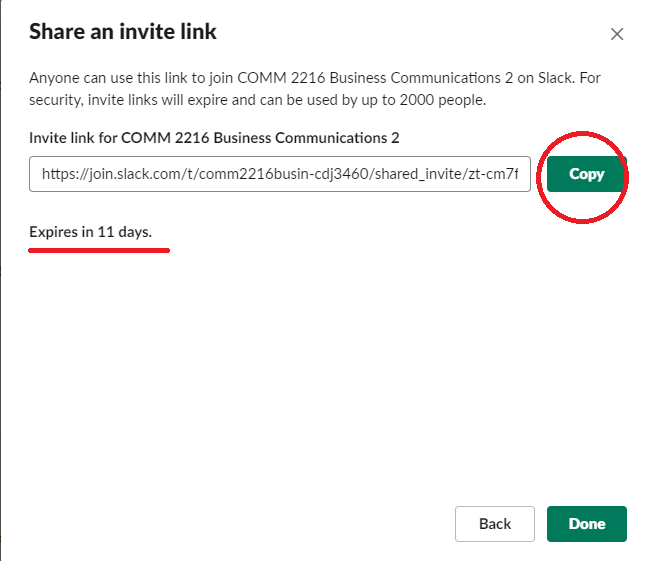 Share an invite link
Anyone can use this link to join COMM 2216 Business Communications 2 on Slack. For
security, invite links will expire and can be used by up to 2000 people.
Invite link for COMM 2216 Business Communications 2
https://join.slack.com/t/comm2216busin-cdj3460/shared_invite/zt-cm7f
Copy
Expires in 11 days.
Back
Done